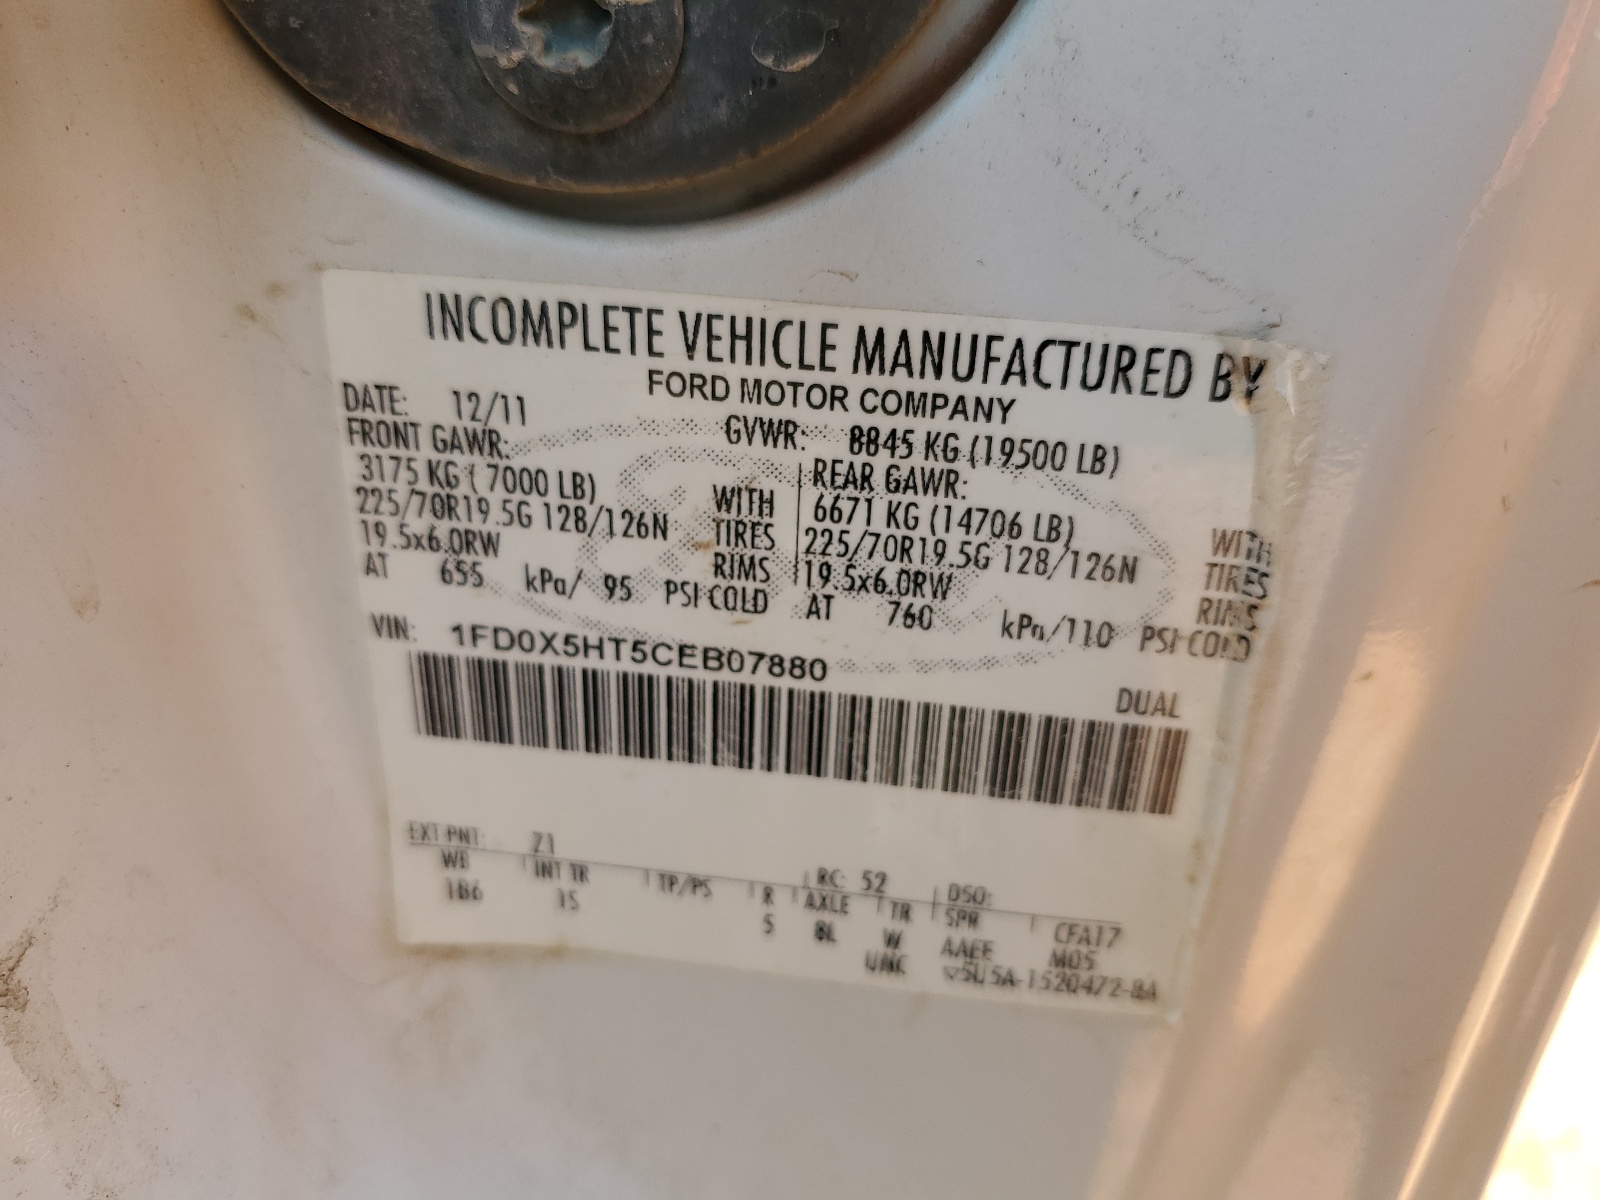 INCOMPLETE VEHICLE MANUFACTURED BY
FORD MOTOR COMPANY
DATE: 12/11 GVWR: 8845 KG (19500 LB)
FRONT GAWR: REAR GAWR:
3175 KG ( 7000 LB) WITH 6671 KG (14706 LB) WITH
225/70R19.5G 128/126N TIRES 225/70R19.5G 128/126N TIRES
19.5x6.0RW RIMS 19.5x6.0RW RIMS
AT 655 kPa/ 95 PSI COLD AT 760 kPa/110 PSI COLD
VIN: 1FD0X5HT5CEB07880
DUAL
EXT PNT: Z1 RC: 52 DSO:
WB INT TR TP/PS R AXLE TR SPR CFA17
186 1S 5 8L W AAEE M05
UNC 5U5A-1520472-BA